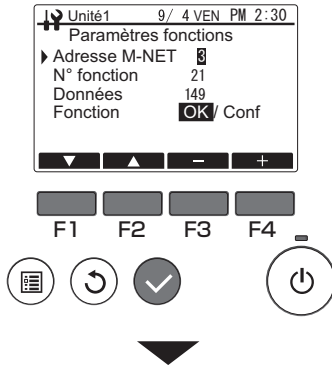 Unité1 9/ 4 VEN PM 2:30
Paramètres fonctions
Adresse M-NET 3
N° fonction 21
Données 149
Fonction OK / Conf
− +
F1 F2 F3 F4